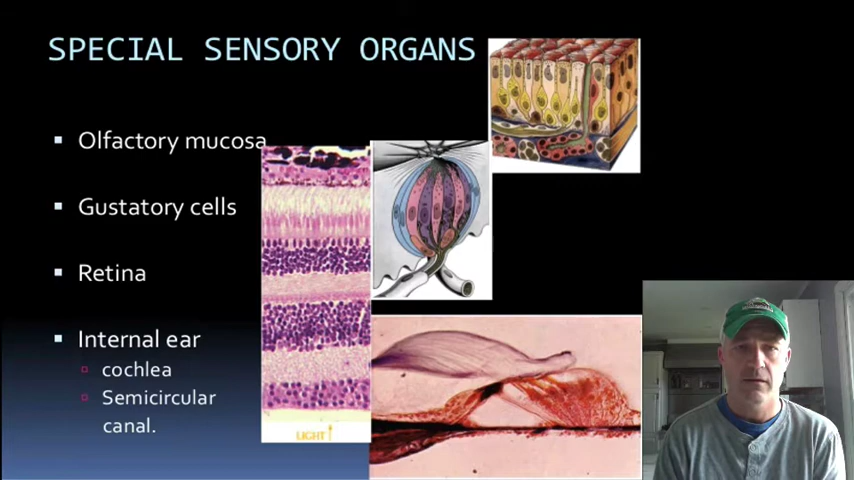 SPECIAL SENSORY ORGANS
Olfactory mucosa
Gustatory cells
Retina
Internal ear
cochlea
Semicircular
canal.
LIGHT